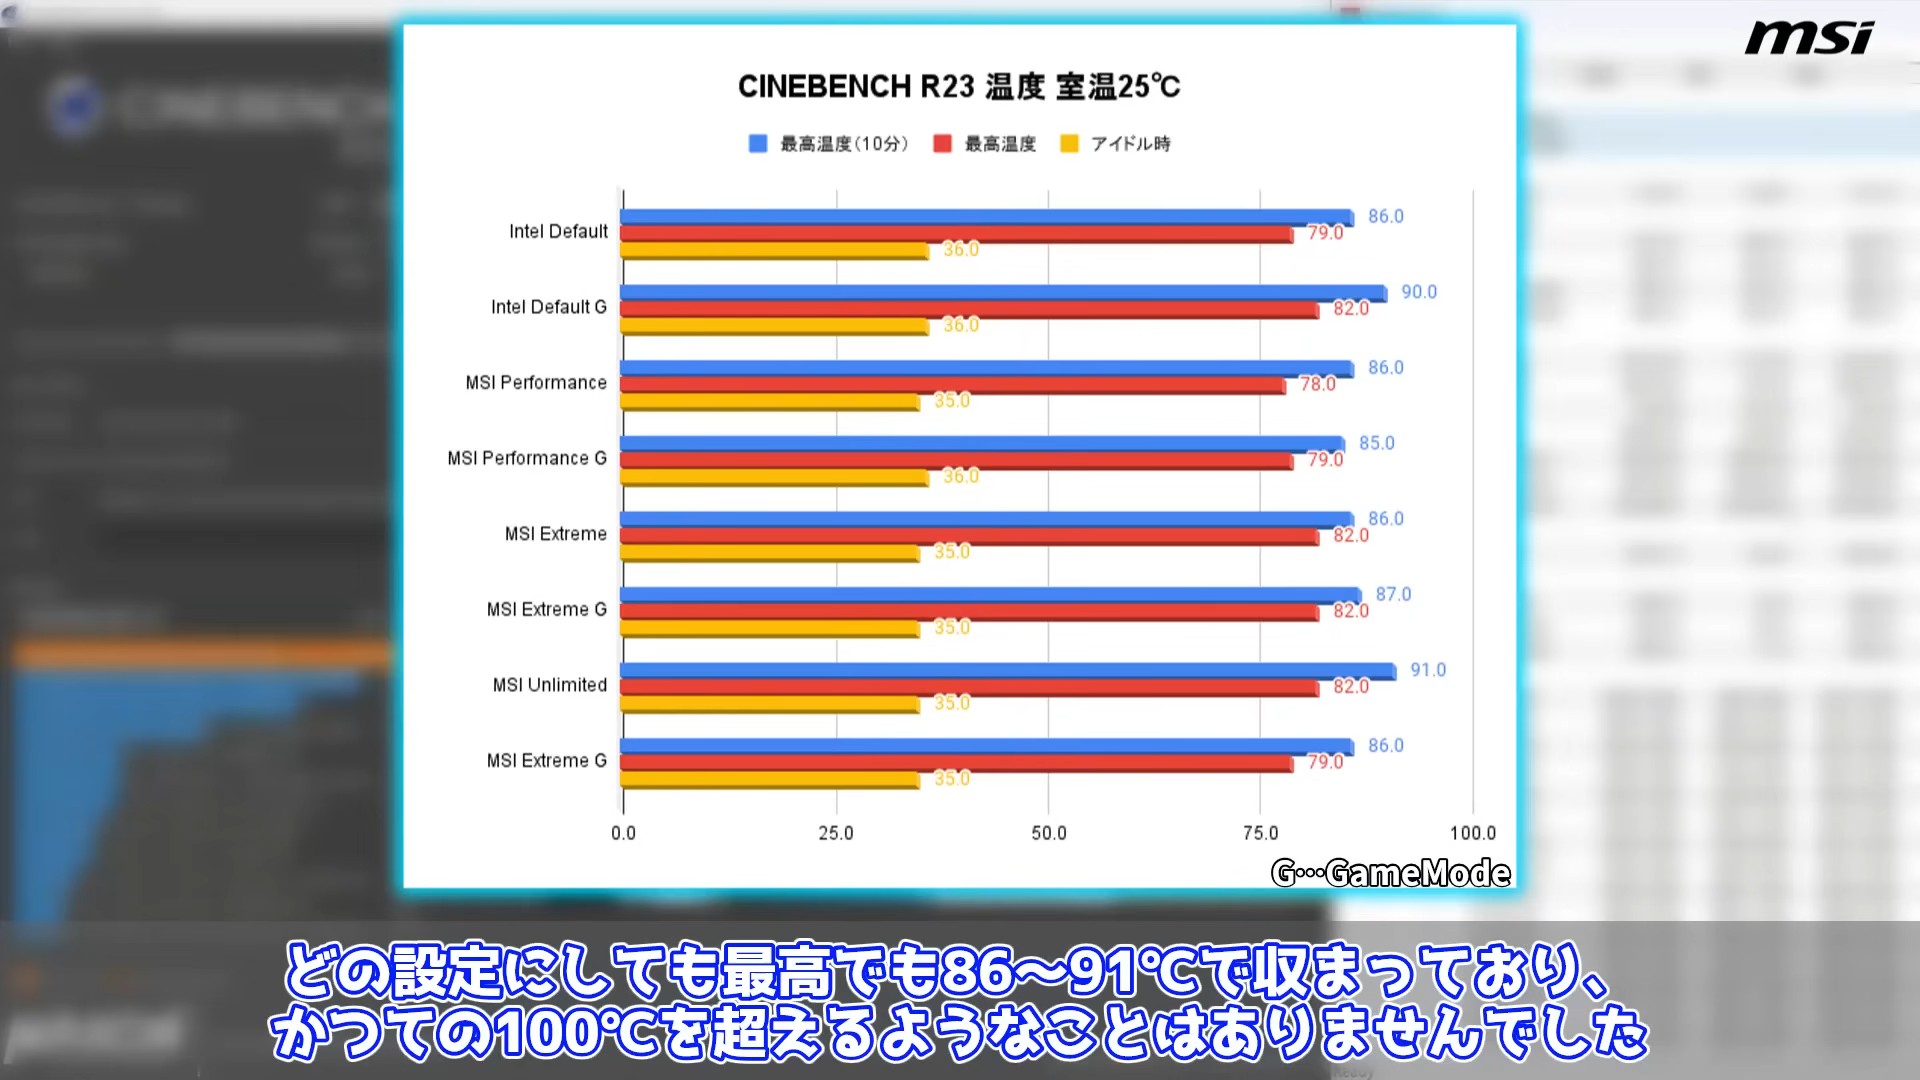 msi
CINEBENCH
CINEBENCH R23 温度 室温25℃
最高温度(10分) 最高温度 アイドル時
Intel Default 86.0 79.0 36.0
Intel Default G 90.0 82.0 36.0
MSI Performance 86.0 78.0 35.0
MSI Performance G 85.0 79.0 36.0
MSI Extreme 86.0 82.0 35.0
MSI Extreme G 87.0 82.0 35.0
MSI Unlimited 91.0 82.0 35.0
MSI Extreme G 86.0 79.0 35.0
0.0 25.0 50.0 75.0 100.0
G…GameMode
どの設定にしても最高でも86～91℃で収まっており、
かつての100℃を超えるようなことはありませんでした
Ready